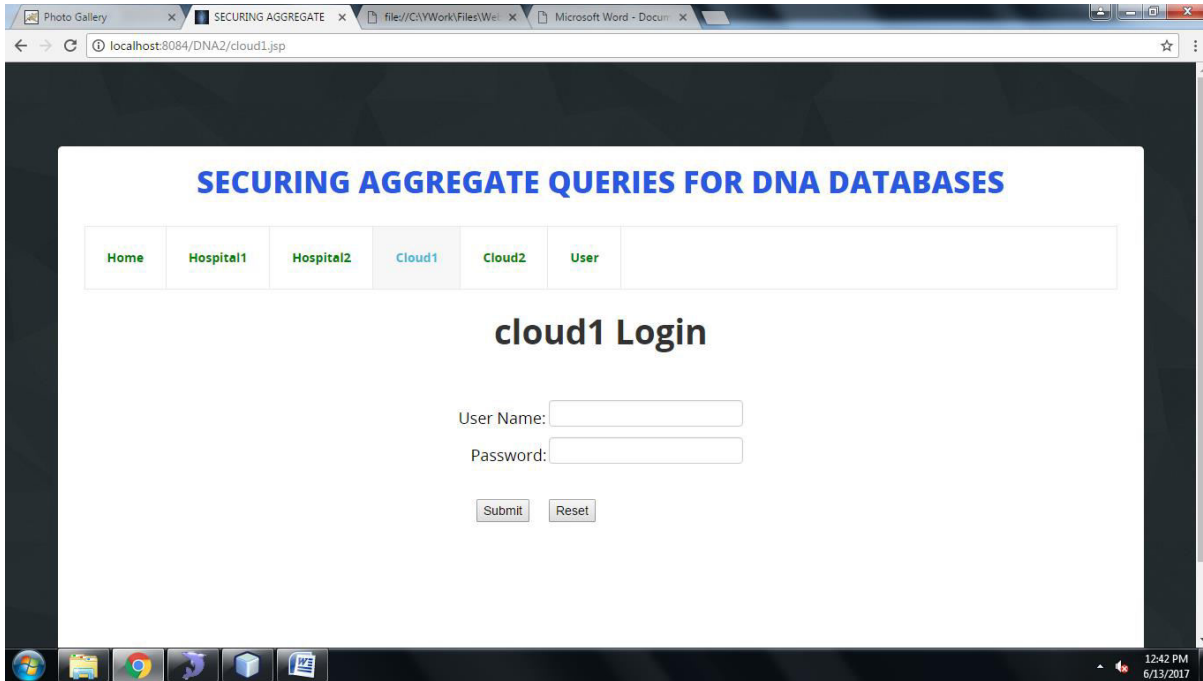 Photo Gallery SECURING AGGREGATE file://C:\YWork\Files\Web Microsoft Word - Docum
localhost:8084/DNA2/cloud1.jsp
SECURING AGGREGATE QUERIES FOR DNA DATABASES
Home Hospital1 Hospital2 Cloud1 Cloud2 User
cloud1 Login
User Name:
Password:
Submit Reset
12:42 PM
6/13/2017